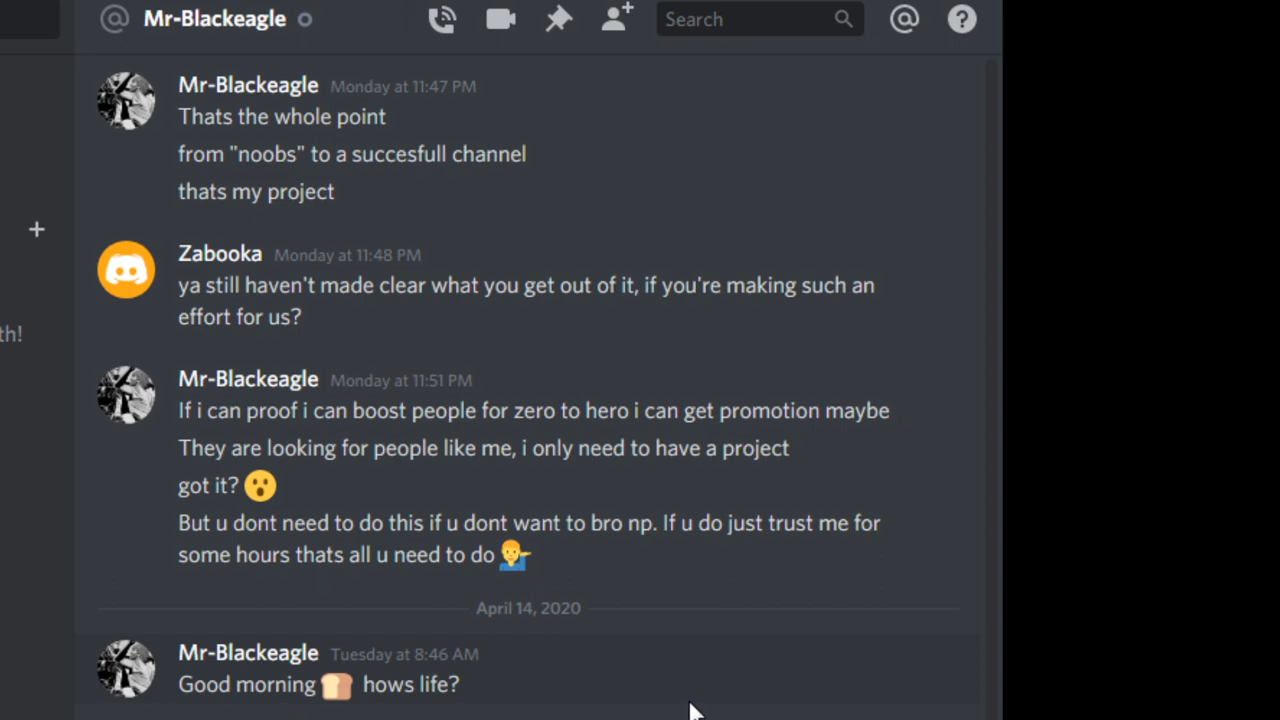 Mr-Blackeagle
Search
Mr-Blackeagle Monday at 11:47 PM
Thats the whole point
from "noobs" to a succesfull channel
thats my project
Zabooka Monday at 11:48 PM
ya still haven't made clear what you get out of it, if you're making such an
effort for us?
th!
Mr-Blackeagle Monday at 11:51 PM
If i can proof i can boost people for zero to hero i can get promotion maybe
They are looking for people like me, i only need to have a project
got it? 😮
But u dont need to do this if u dont want to bro np. If u do just trust me for
some hours thats all u need to do 💁‍♂️
April 14, 2020
Mr-Blackeagle Tuesday at 8:46 AM
Good morning 🍞 hows life?